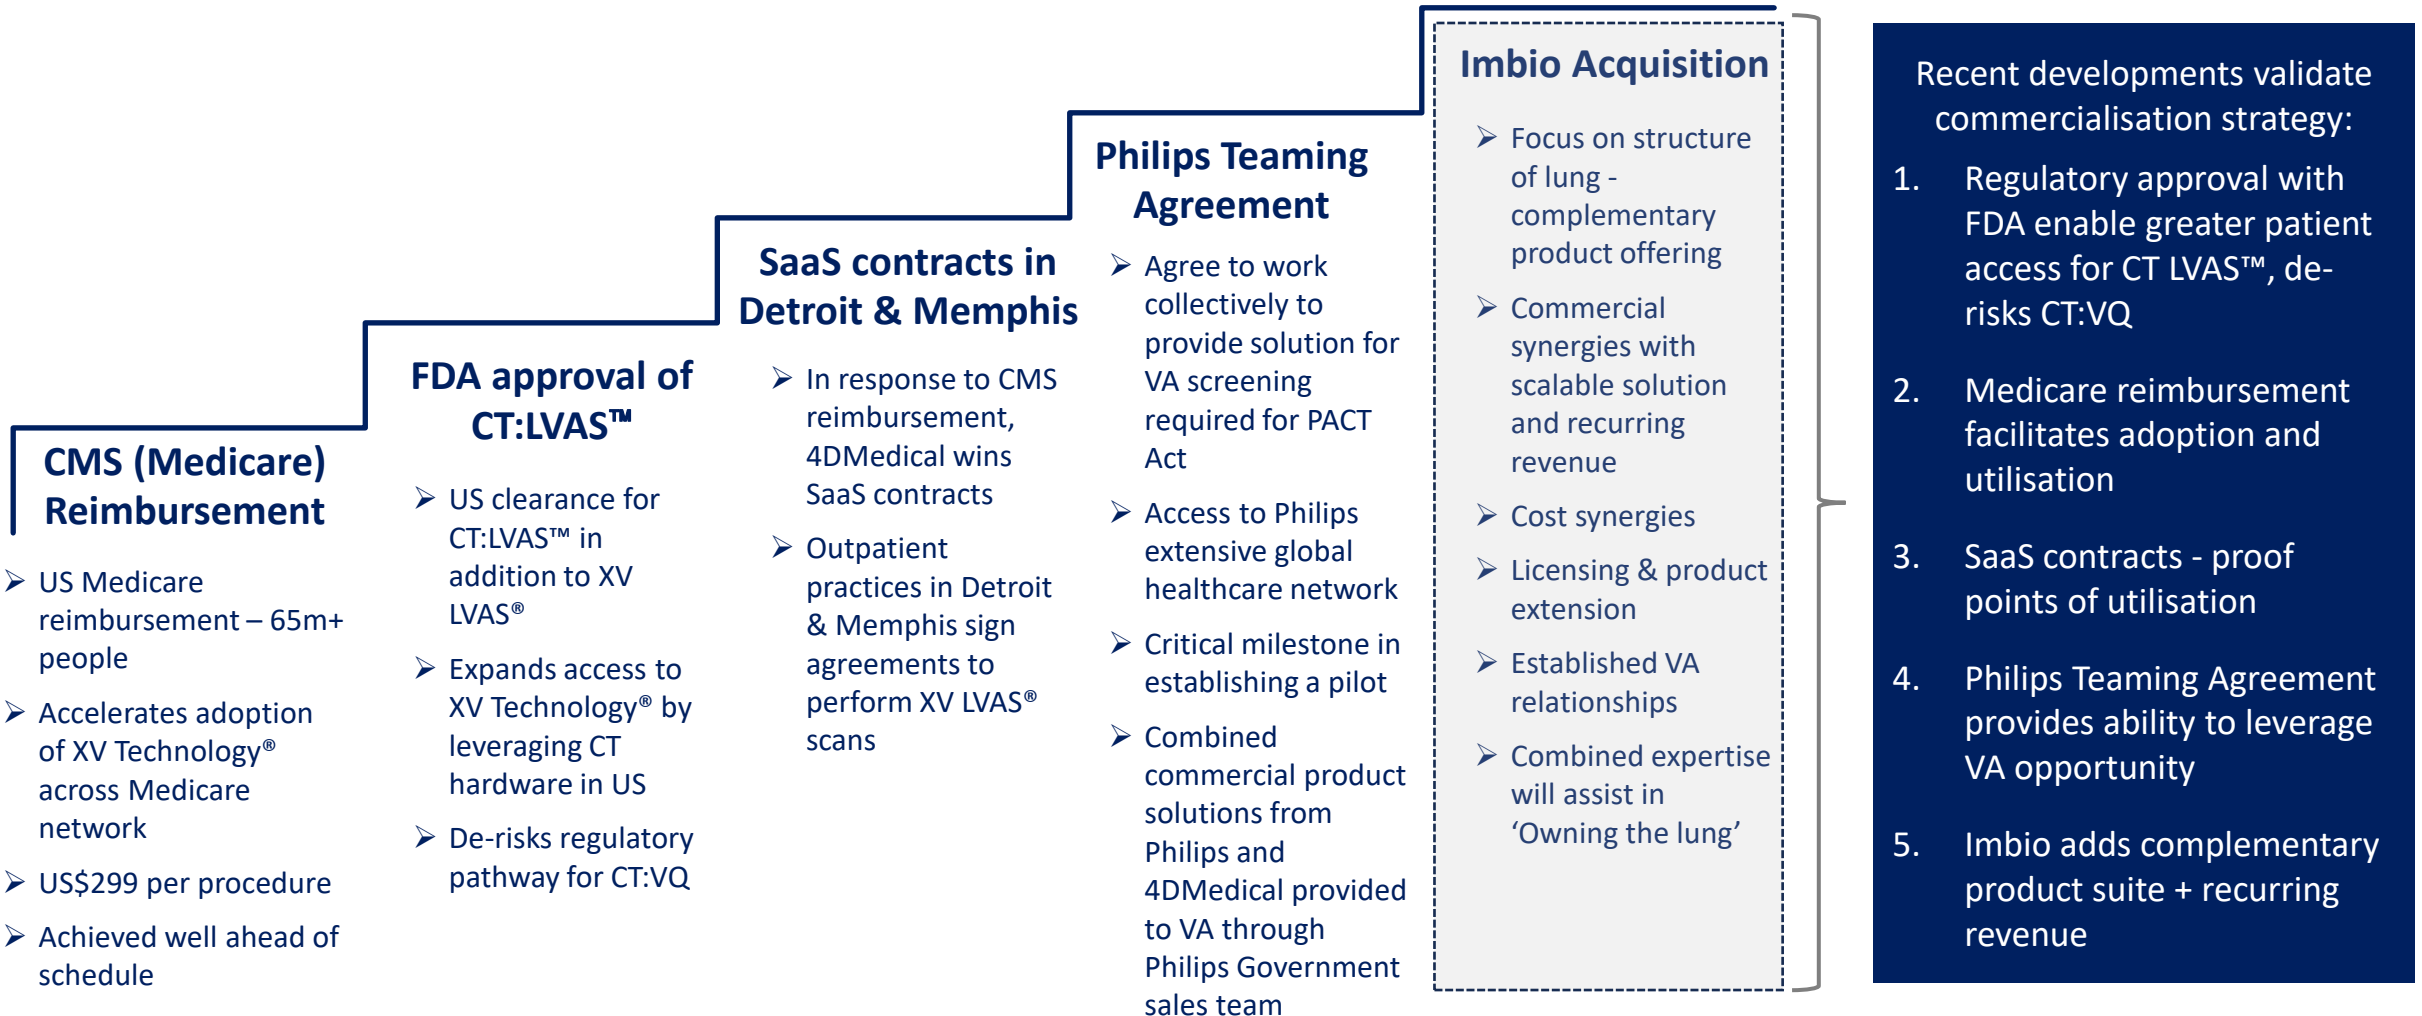 CMS (Medicare)
Reimbursement
➢ US Medicare
reimbursement – 65m+
people
➢ Accelerates adoption
of XV Technology®
across Medicare
network
➢ US$299 per procedure
➢ Achieved well ahead of
schedule
FDA approval of
CT:LVAS™
➢ US clearance for
CT:LVAS™ in
addition to XV
LVAS®
➢ Expands access to
XV Technology® by
leveraging CT
hardware in US
➢ De-risks regulatory
pathway for CT:VQ
SaaS contracts in
Detroit & Memphis
➢ In response to CMS
reimbursement,
4DMedical wins
SaaS contracts
➢ Outpatient
practices in Detroit
& Memphis sign
agreements to
perform XV LVAS®
scans
Philips Teaming
Agreement
➢ Agree to work
collectively to
provide solution for
VA screening
required for PACT
Act
➢ Access to Philips
extensive global
healthcare network
➢ Critical milestone in
establishing a pilot
➢ Combined
commercial product
solutions from
Philips and
4DMedical provided
to VA through
Philips Government
sales team
Imbio Acquisition
➢ Focus on structure
of lung -
complementary
product offering
➢ Commercial
synergies with
scalable solution
and recurring
revenue
➢ Cost synergies
➢ Licensing & product
extension
➢ Established VA
relationships
➢ Combined expertise
will assist in
‘Owning the lung’
Recent developments validate
commercialisation strategy:
1. Regulatory approval with
FDA enable greater patient
access for CT LVAS™, de-
risks CT:VQ
2. Medicare reimbursement
facilitates adoption and
utilisation
3. SaaS contracts - proof
points of utilisation
4. Philips Teaming Agreement
provides ability to leverage
VA opportunity
5. Imbio adds complementary
product suite + recurring
revenue